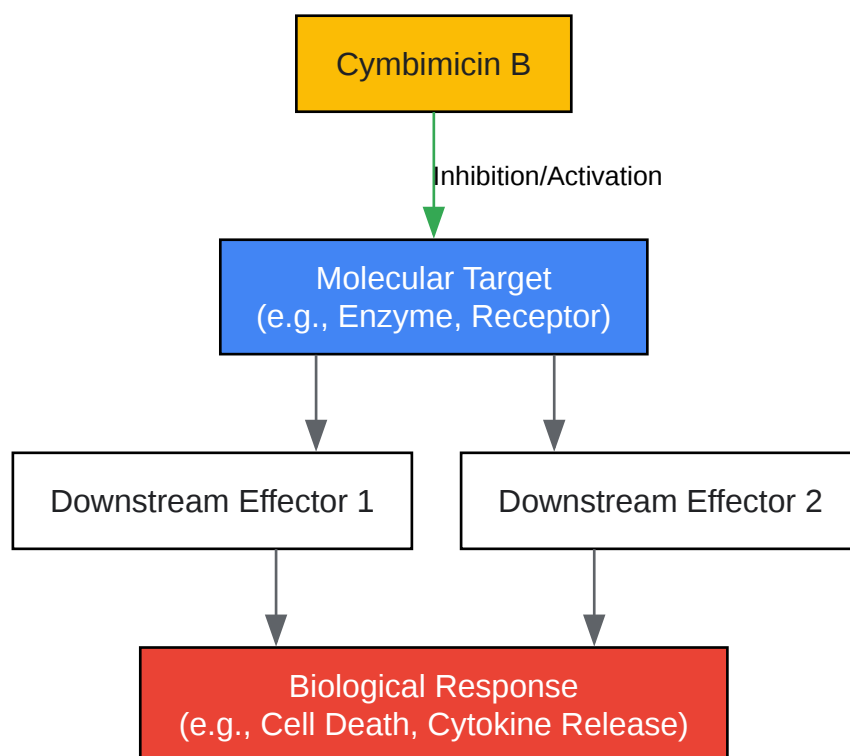 Cymbimicin B
Inhibition/Activation
Molecular Target
(e.g., Enzyme, Receptor)
Downstream Effector 1
Downstream Effector 2
Biological Response
(e.g., Cell Death, Cytokine Release)